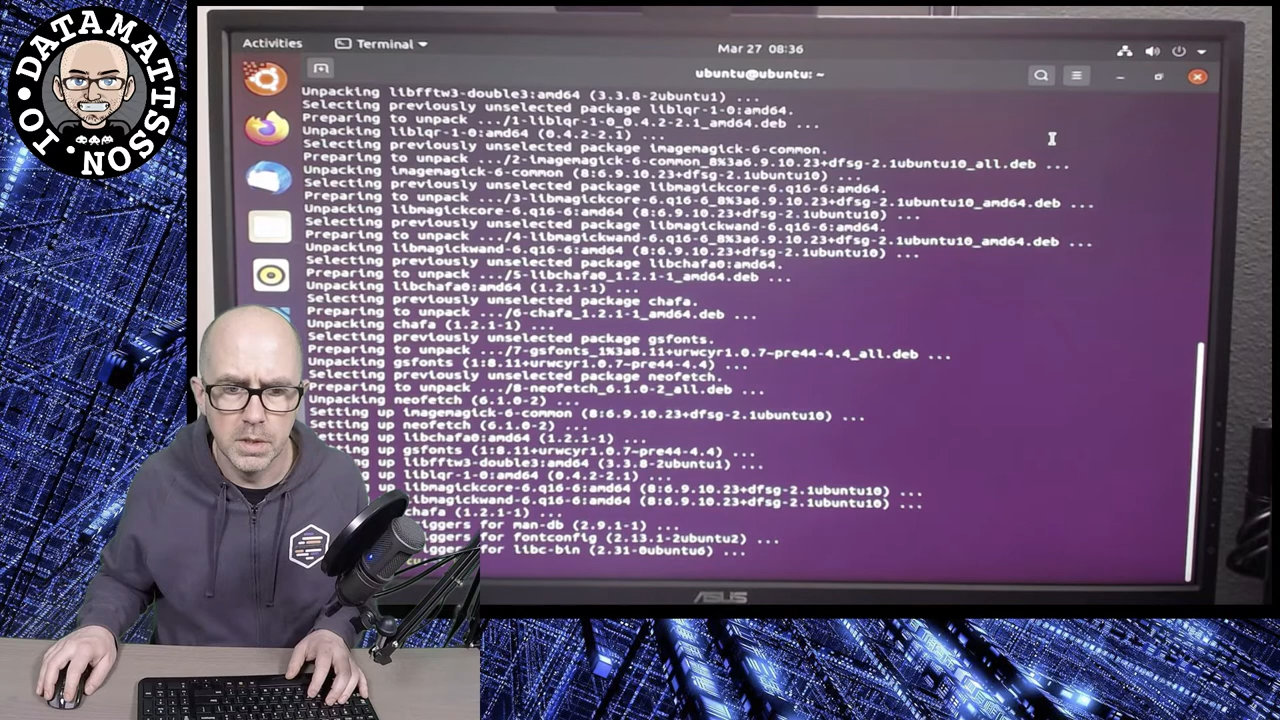 DATAMATTSSON.IO
Activities
Terminal
Mar 27 08:36
ubuntu@ubuntu: ~
Unpacking libfftw3-double3:amd64 (3.3.8-2ubuntu1) ...
Selecting previously unselected package liblqr-1-0:amd64.
Preparing to unpack .../1-liblqr-1-0_0.4.2-2.1_amd64.deb ...
Unpacking liblqr-1-0:amd64 (0.4.2-2.1) ...
Selecting previously unselected package imagemagick-6-common.
Preparing to unpack .../2-imagemagick-6-common_8%3a6.9.10.23+dfsg-2.1ubuntu10_all.deb ...
Unpacking imagemagick-6-common (8:6.9.10.23+dfsg-2.1ubuntu10) ...
Selecting previously unselected package libmagickcore-6.q16-6:amd64.
Preparing to unpack .../3-libmagickcore-6.q16-6_8%3a6.9.10.23+dfsg-2.1ubuntu10_amd64.deb ...
Unpacking libmagickcore-6.q16-6:amd64 (8:6.9.10.23+dfsg-2.1ubuntu10) ...
Selecting previously unselected package libmagickwand-6.q16-6:amd64.
Preparing to unpack .../4-libmagickwand-6.q16-6_8%3a6.9.10.23+dfsg-2.1ubuntu10_amd64.deb ...
Unpacking libmagickwand-6.q16-6:amd64 (8:6.9.10.23+dfsg-2.1ubuntu10) ...
Selecting previously unselected package libchafa0:amd64.
Preparing to unpack .../5-libchafa0_1.2.1-1_amd64.deb ...
Unpacking libchafa0:amd64 (1.2.1-1) ...
Selecting previously unselected package chafa.
Preparing to unpack .../6-chafa_1.2.1-1_amd64.deb ...
Unpacking chafa (1.2.1-1) ...
Selecting previously unselected package gsfonts.
Preparing to unpack .../7-gsfonts_1%3a8.11+urwcyr1.0.7~pre44-4.4_all.deb ...
Unpacking gsfonts (1:8.11+urwcyr1.0.7~pre44-4.4) ...
Selecting previously unselected package neofetch.
Preparing to unpack .../8-neofetch_6.1.0-2_all.deb ...
Unpacking neofetch (6.1.0-2) ...
Setting up imagemagick-6-common (8:6.9.10.23+dfsg-2.1ubuntu10) ...
Setting up neofetch (6.1.0-2) ...
etting up libchafa0:amd64 (1.2.1-1) ...
up gsfonts (1:8.11+urwcyr1.0.7~pre44-4.4) ...
up libfftw3-double3:amd64 (3.3.8-2ubuntu1) ...
up liblqr-1-0:amd64 (0.4.2-2.1) ...
up libmagickcore-6.q16-6:amd64 (8:6.9.10.23+dfsg-2.1ubuntu10) ...
up libmagickwand-6.q16-6:amd64 (8:6.9.10.23+dfsg-2.1ubuntu10) ...
chafa (1.2.1-1) ...
iggers for man-db (2.9.1-1) ...
iggers for fontconfig (2.13.1-2ubuntu2) ...
iggers for libc-bin (2.31-0ubuntu6) ...
ASUS